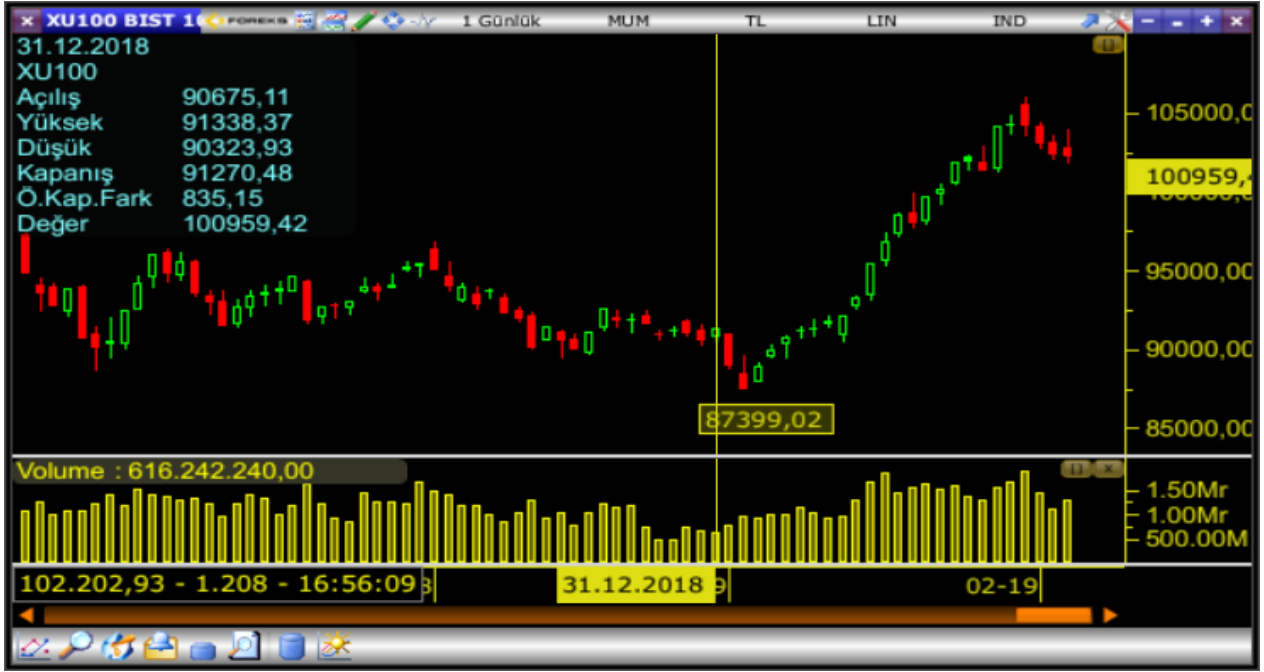 XU100 BIST 10 FOREKS 1 Günlük MUM TL LIN IND
31.12.2018
XU100
Açılış 90675,11
Yüksek 91338,37
Düşük 90323,93
Kapanış 91270,48
Ö.Kap.Fark 835,15
Değer 100959,42
105000,0
100959,4
95000,00
90000,00
87399,02
85000,00
Volume : 616.242.240,00
1.50Mr
1.00Mr
500.00M
102.202,93 - 1.208 - 16:56:09 31.12.2018 9 02-19